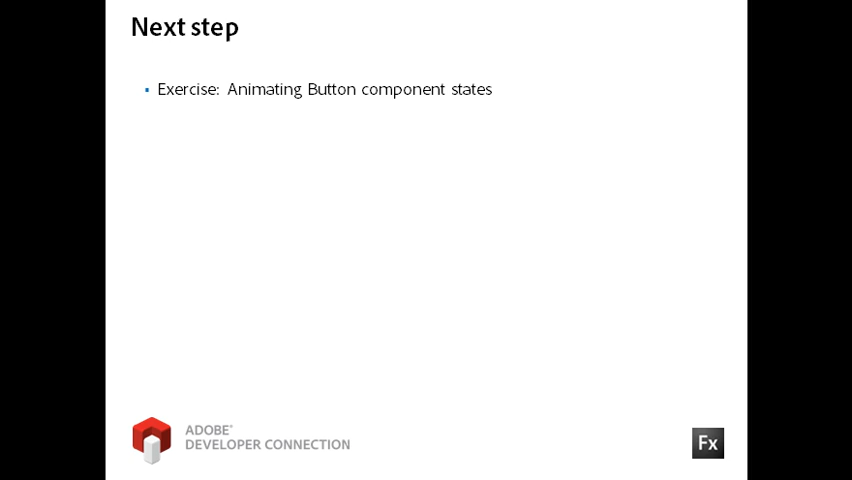 Next step
Exercise: Animating Button component states
ADOBE®
DEVELOPER CONNECTION
Fx